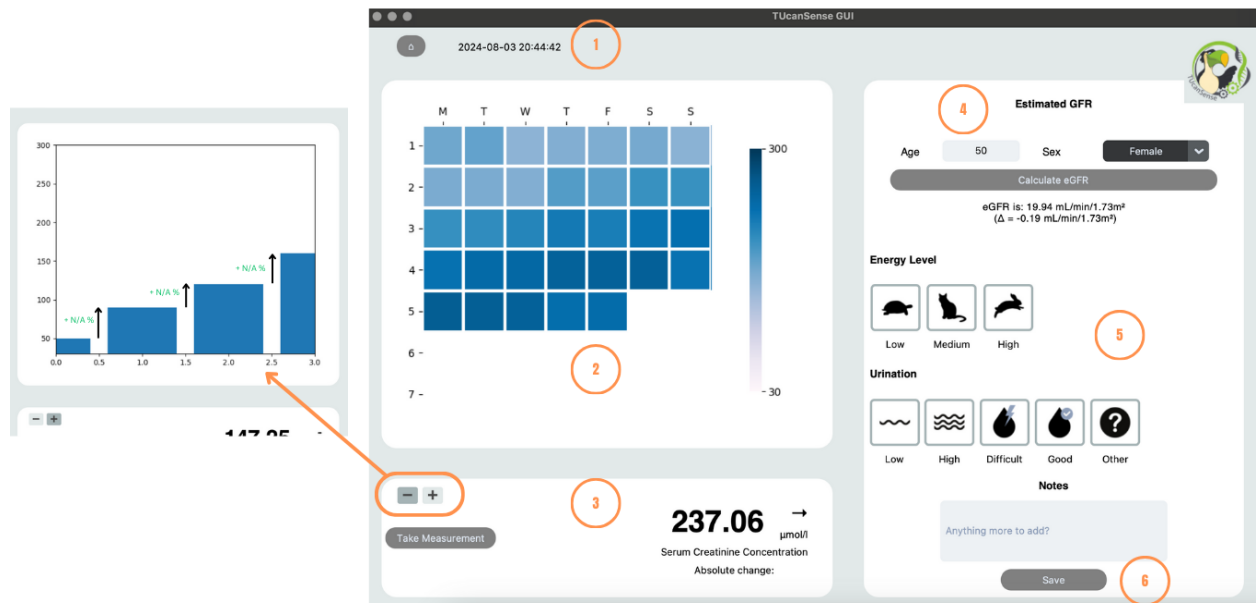 TUcanSense GUI
⌂
2024-08-03 20:44:42
1
TUcanSense
300
250
200
150
100
50
+ N/A %
+ N/A %
+ N/A %
0.0 0.5 1.0 1.5 2.0 2.5 3.0
− +
M T W T F S S
1
2
3
4
5
6
7
300
30
2
− +
3
Take Measurement
237.06 →
µmol/l
Serum Creatinine Concentration
Absolute change:
4
Estimated GFR
Age 50 Sex Female
Calculate eGFR
eGFR is: 19.94 mL/min/1.73m²
(Δ = -0.19 mL/min/1.73m²)
Energy Level
Low Medium High
5
Urination
?
Low High Difficult Good Other
Notes
Anything more to add?
Save
6